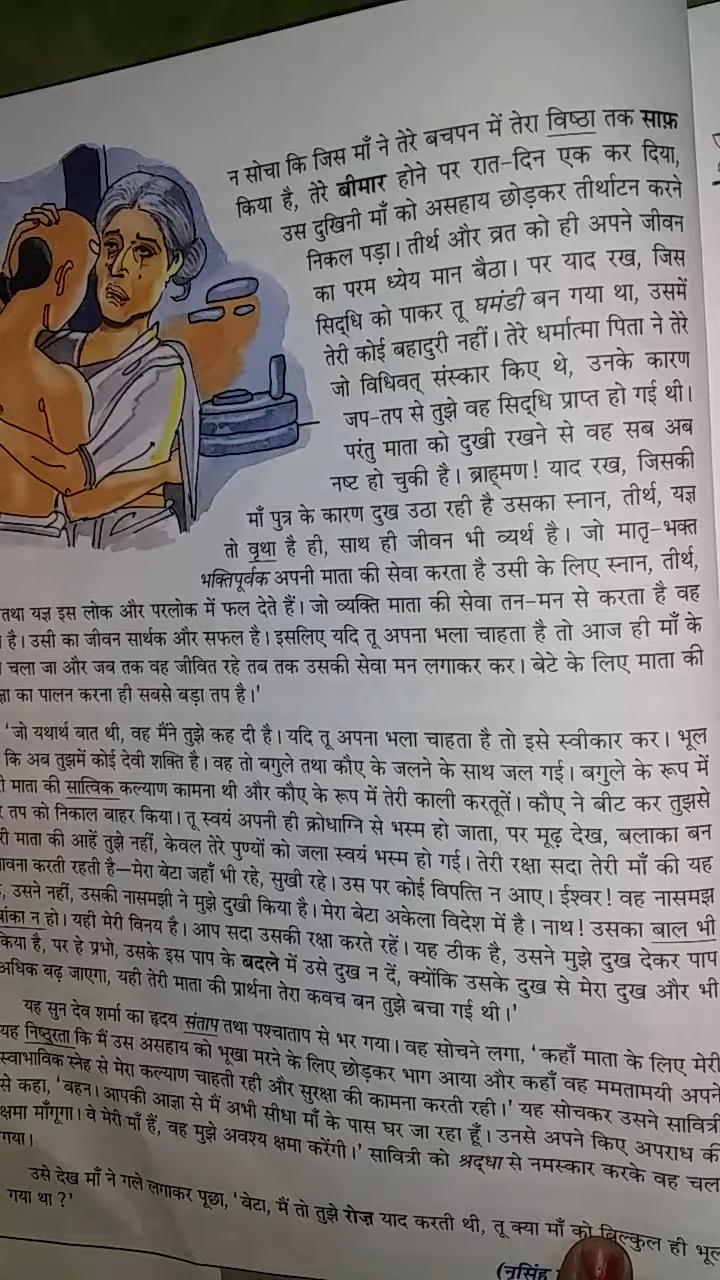 न सोचा कि जिस माँ ने तेरे बचपन में तेरा विष्ठा तक साफ़
किया है, तेरे बीमार होने पर रात-दिन एक कर दिया,
उस दुखिनी माँ को असहाय छोड़कर तीर्थाटन करने
निकल पड़ा। तीर्थ और व्रत को ही अपने जीवन
का परम ध्येय मान बैठा। पर याद रख, जिस
सिद्धि को पाकर तू घमंडी बन गया था, उसमें
तेरी कोई बहादुरी नहीं। तेरे धर्मात्मा पिता ने तेरे
जो विधिवत् संस्कार किए थे, उनके कारण
जप-तप से तुझे वह सिद्धि प्राप्त हो गई थी।
परंतु माता को दुखी रखने से वह सब अब
नष्ट हो चुकी है। ब्राह्मण! याद रख, जिसकी
माँ पुत्र के कारण दुख उठा रही है उसका स्नान, तीर्थ, यज्ञ
तो वृथा है ही, साथ ही जीवन भी व्यर्थ है। जो मातृ-भक्त
भक्तिपूर्वक अपनी माता की सेवा करता है उसी के लिए स्नान, तीर्थ,
तथा यज्ञ इस लोक और परलोक में फल देते हैं। जो व्यक्ति माता की सेवा तन-मन से करता है वह
है। उसी का जीवन सार्थक और सफल है। इसलिए यदि तू अपना भला चाहता है तो आज ही माँ के
चला जा और जब तक वह जीवित रहे तब तक उसकी सेवा मन लगाकर कर। बेटे के लिए माता की
का पालन करना ही सबसे बड़ा तप है।'
'जो यथार्थ बात थी, वह मैंने तुझे कह दी है। यदि तू अपना भला चाहता है तो इसे स्वीकार कर। भूल
कि अब तुझमें कोई देवी शक्ति है। वह तो बगुले तथा कौए के जलने के साथ जल गई। बगुले के रूप में
माता की सात्विक कल्याण कामना थी और कौए के रूप में तेरी काली करतूतें। कौए ने बीट कर तुझसे
तप को निकाल बाहर किया। तू स्वयं अपनी ही क्रोधाग्नि से भस्म हो जाता, पर मूढ़ देख, बलाका बन
री माता की आहें तुझे नहीं, केवल तेरे पुण्यों को जला स्वयं भस्म हो गई। तेरी रक्षा सदा तेरी माँ की यह
करती रहती है—मेरा बेटा जहाँ भी रहे, सुखी रहे। उस पर कोई विपत्ति न आए। ईश्वर! वह नासमझ
उसने नहीं, उसकी नासमझी ने मुझे दुखी किया है। मेरा बेटा अकेला विदेश में है। नाथ! उसका बाल भी
बांका न हो। यही मेरी विनय है। आप सदा उसकी रक्षा करते रहें। यह ठीक है, उसने मुझे दुख देकर पाप
किया है, पर हे प्रभो, उसके इस पाप के बदले में उसे दुख न दें, क्योंकि उसके दुख से मेरा दुख और भी
अधिक बढ़ जाएगा, यही तेरी माता की प्रार्थना तेरा कवच बन तुझे बचा गई थी।'
यह सुन देव शर्मा का हृदय संताप तथा पश्चाताप से भर गया। वह सोचने लगा, 'कहाँ माता के लिए मेरी
यह निष्ठुरता कि मैं उस असहाय को भूखा मरने के लिए छोड़कर भाग आया और कहाँ वह ममतामयी अपने
स्वाभाविक स्नेह से मेरा कल्याण चाहती रही और सुरक्षा की कामना करती रही।' यह सोचकर उसने सावित्री
से कहा, 'बहन। आपकी आज्ञा से मैं अभी सीधा माँ के पास घर जा रहा हूँ। उनसे अपने किए अपराध की
क्षमा माँगूगा। वे मेरी माँ हैं, वह मुझे अवश्य क्षमा करेंगी।' सावित्री को श्रद्धा से नमस्कार करके वह चल
गया।
उसे देख माँ ने गले लगाकर पूछा, 'बेटा, मैं तो तुझे रोज़ याद करती थी, तू क्या माँ को बिल्कुल ही भूल
गया था?'
(नृसिंह